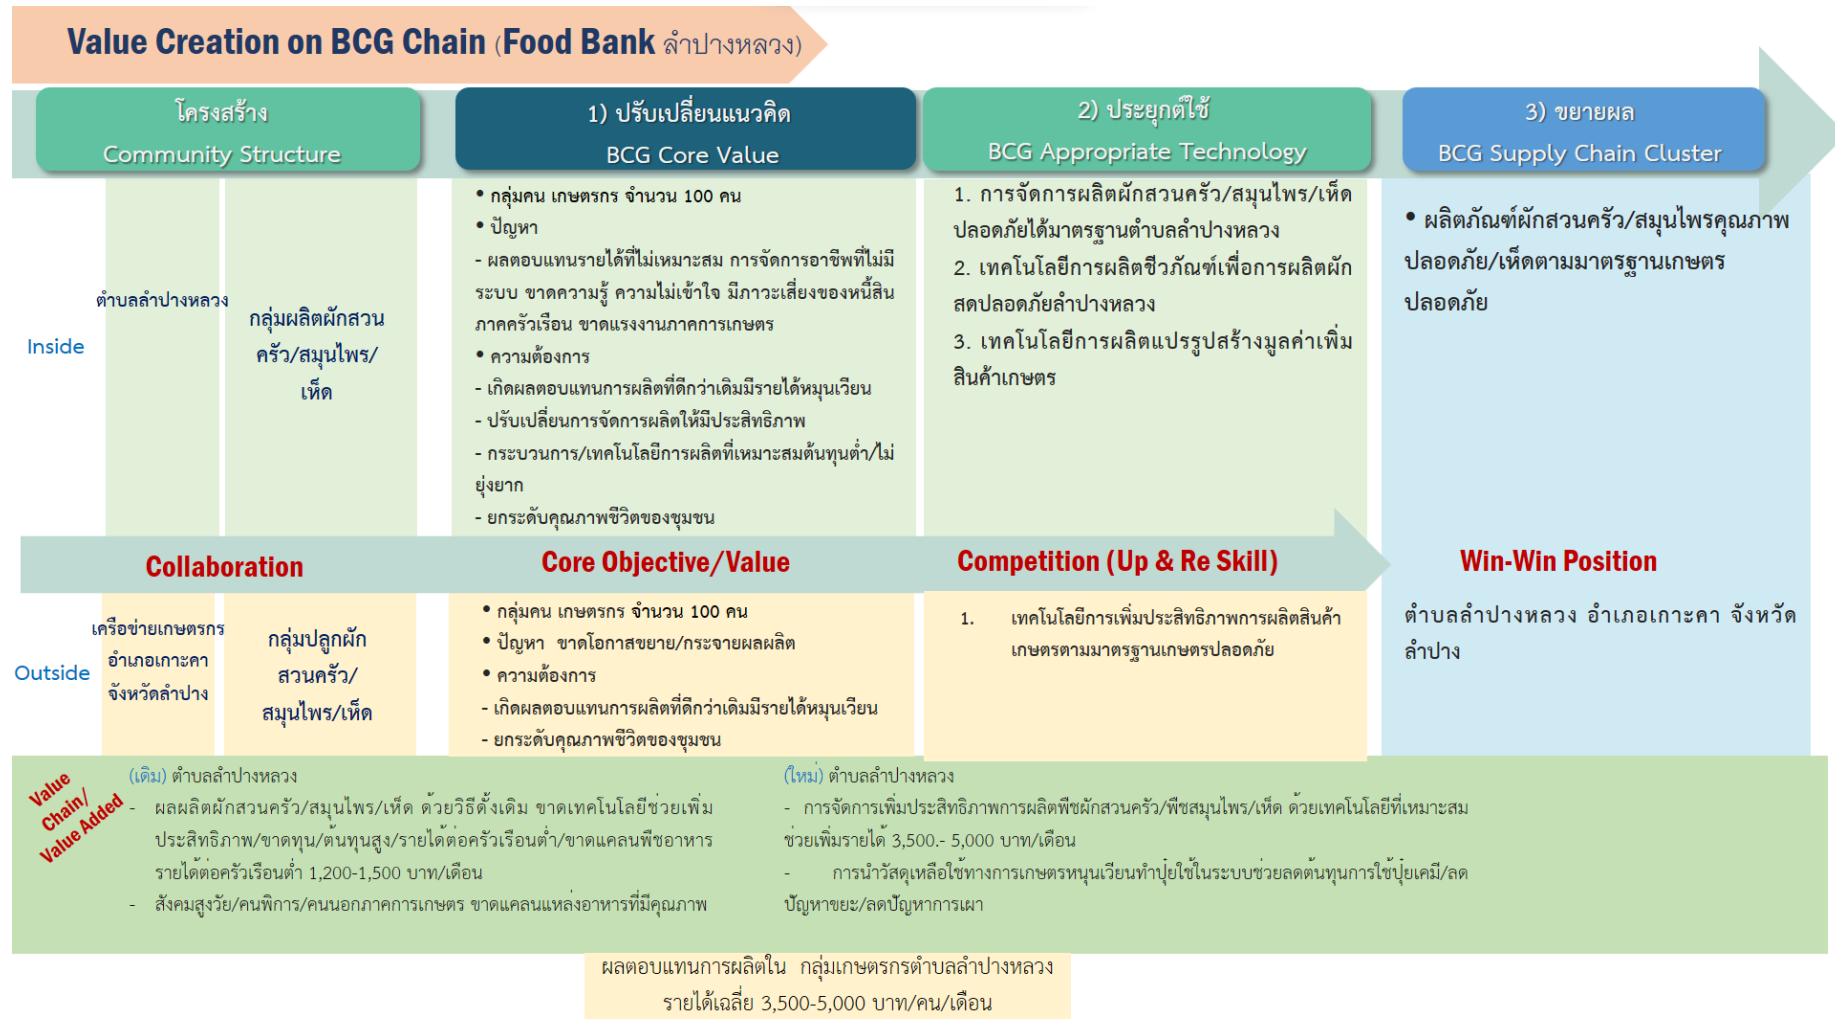 Value Creation on BCG Chain (Food Bank ลำปางหลวง)
โครงสร้าง
Community Structure
1) ปรับเปลี่ยนแนวคิด
BCG Core Value
2) ประยุกต์ใช้
BCG Appropriate Technology
3) ขยายผล
BCG Supply Chain Cluster
Inside
ตำบลลำปางหลวง
กลุ่มผลิตผักสวน
ครัว/สมุนไพร/
เห็ด
• กลุ่มคน เกษตรกร จำนวน 100 คน
• ปัญหา
- ผลตอบแทนรายได้ที่ไม่เหมาะสม การจัดการอาชีพที่ไม่มี
ระบบ ขาดความรู้ ความไม่เข้าใจ มีภาวะเสี่ยงของหนี้สิน
ภาคครัวเรือน ขาดแรงงานภาคการเกษตร
• ความต้องการ
- เกิดผลตอบแทนการผลิตที่ดีกว่าเดิมมีรายได้หมุนเวียน
- ปรับเปลี่ยนการจัดการผลิตให้มีประสิทธิภาพ
- กระบวนการ/เทคโนโลยีการผลิตที่เหมาะสมต้นทุนต่ำ/ไม่
ยุ่งยาก
- ยกระดับคุณภาพชีวิตของชุมชน
1. การจัดการผลิตผักสวนครัว/สมุนไพร/เห็ด
ปลอดภัยได้มาตรฐานตำบลลำปางหลวง
2. เทคโนโลยีการผลิตชีวภัณฑ์เพื่อการผลิตผัก
สดปลอดภัยลำปางหลวง
3. เทคโนโลยีการผลิตแปรรูปสร้างมูลค่าเพิ่ม
สินค้าเกษตร
• ผลิตภัณฑ์ผักสวนครัว/สมุนไพรคุณภาพ
ปลอดภัย/เห็ดตามมาตรฐานเกษตร
ปลอดภัย
Collaboration
Core Objective/Value
Competition (Up & Re Skill)
Win-Win Position
Outside
เครือข่ายเกษตรกร
อำเภอเกาะคา
จังหวัดลำปาง
กลุ่มปลูกผัก
สวนครัว/
สมุนไพร/เห็ด
• กลุ่มคน เกษตรกร จำนวน 100 คน
• ปัญหา ขาดโอกาสขยาย/กระจายผลผลิต
• ความต้องการ
- เกิดผลตอบแทนการผลิตที่ดีกว่าเดิมมีรายได้หมุนเวียน
- ยกระดับคุณภาพชีวิตของชุมชน
1. เทคโนโลยีการเพิ่มประสิทธิภาพการผลิตสินค้า
เกษตรตามมาตรฐานเกษตรปลอดภัย
ตำบลลำปางหลวง อำเภอเกาะคา จังหวัด
ลำปาง
Value
Chain/
Value Added
(เดิม) ตำบลลำปางหลวง
- ผลผลิตผักสวนครัว/สมุนไพร/เห็ด ด้วยวิธีดั้งเดิม ขาดเทคโนโลยีช่วยเพิ่ม
ประสิทธิภาพ/ขาดทุน/ต้นทุนสูง/รายได้ต่อครัวเรือนต่ำ/ขาดแคลนพืชอาหาร
รายได้ต่อครัวเรือนต่ำ 1,200-1,500 บาท/เดือน
- สังคมสูงวัย/คนพิการ/คนนอกภาคการเกษตร ขาดแคลนแหล่งอาหารที่มีคุณภาพ
(ใหม่) ตำบลลำปางหลวง
- การจัดการเพิ่มประสิทธิภาพการผลิตพืชผักสวนครัว/พืชสมุนไพร/เห็ด ด้วยเทคโนโลยีที่เหมาะสม
ช่วยเพิ่มรายได้ 3,500.- 5,000 บาท/เดือน
- การนำวัสดุเหลือใช้ทางการเกษตรหนุนเวียนทำปุ๋ยใช้ในระบบช่วยลดต้นทุนการใช้ปุ๋ยเคมี/ลด
ปัญหาขยะ/ลดปัญหาการเผา
ผลตอบแทนการผลิตใน กลุ่มเกษตรกรตำบลลำปางหลวง
รายได้เฉลี่ย 3,500-5,000 บาท/คน/เดือน